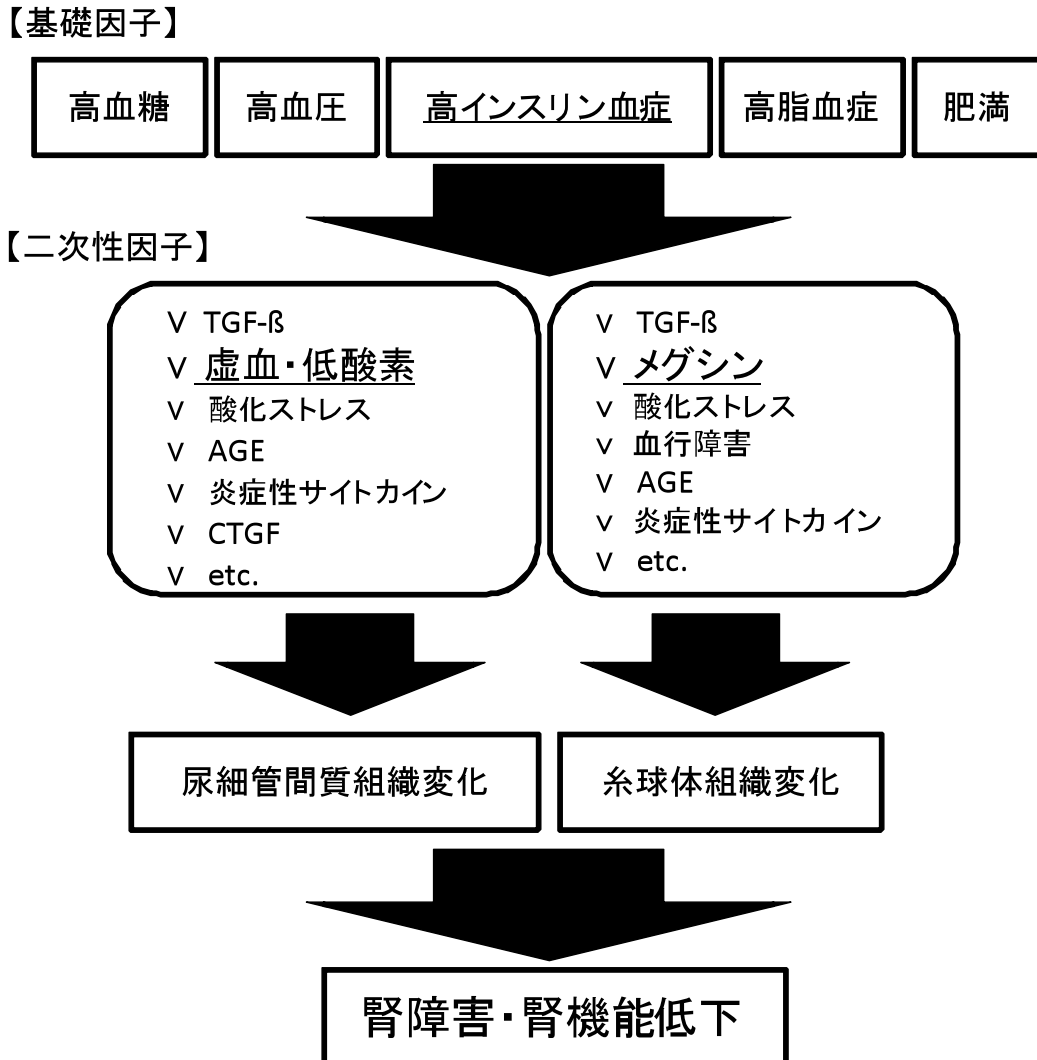 【基礎因子】
高血糖 高血圧 高インスリン血症 高脂血症 肥満
【二次性因子】
V TGF-ß
V 虚血・低酸素
V 酸化ストレス
V AGE
V 炎症性サイトカイン
V CTGF
V etc.
V TGF-ß
V メグシン
V 酸化ストレス
V 血行障害
V AGE
V 炎症性サイトカイン
V etc.
尿細管間質組織変化
糸球体組織変化
腎障害・腎機能低下